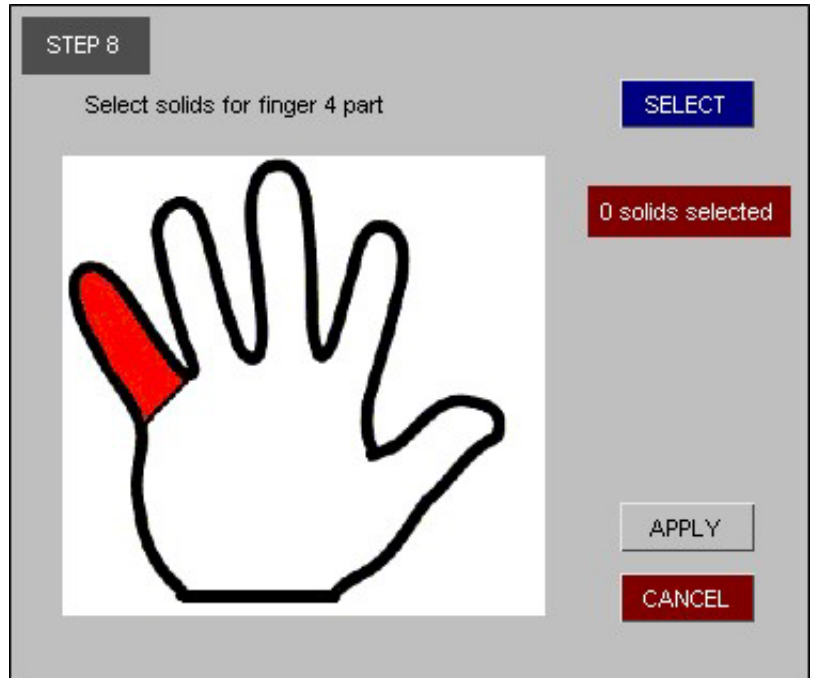 STEP 8
Select solids for finger 4 part
SELECT
0 solids selected
APPLY
CANCEL